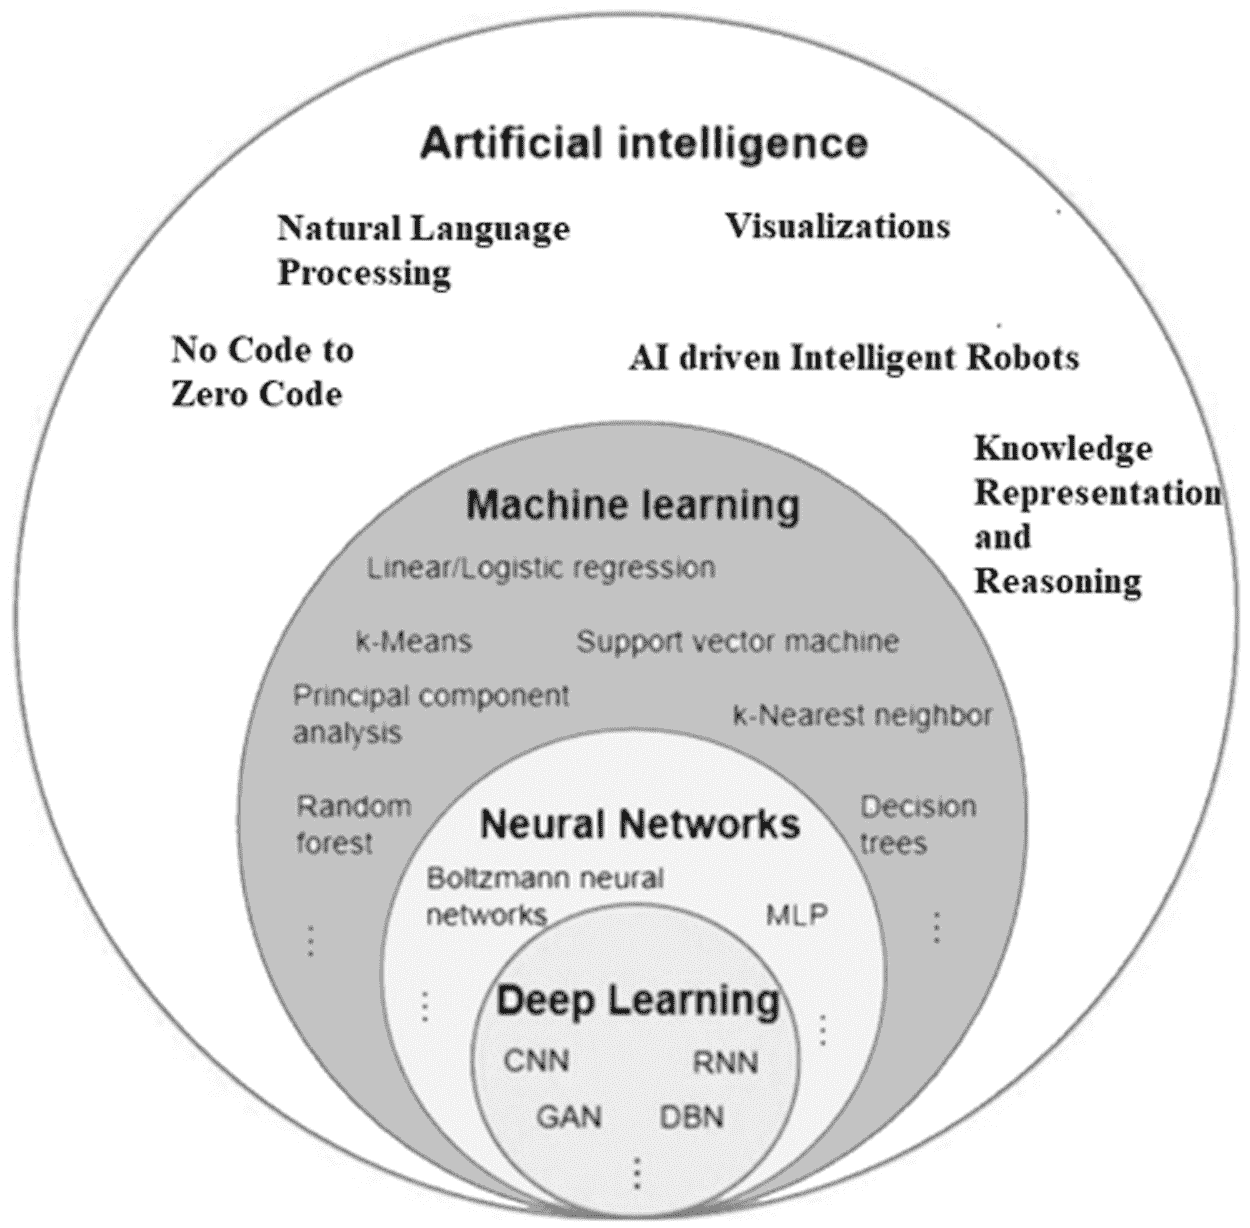 Artificial intelligence
Natural Language
Processing
Visualizations
No Code to
Zero Code
AI driven Intelligent Robots
Knowledge
Representation
and
Reasoning
Machine learning
Linear/Logistic regression
k-Means
Support vector machine
Principal component
analysis
k-Nearest neighbor
Random
forest
Decision
trees
Neural Networks
Boltzmann neural
networks
MLP
Deep Learning
CNN
RNN
GAN
DBN